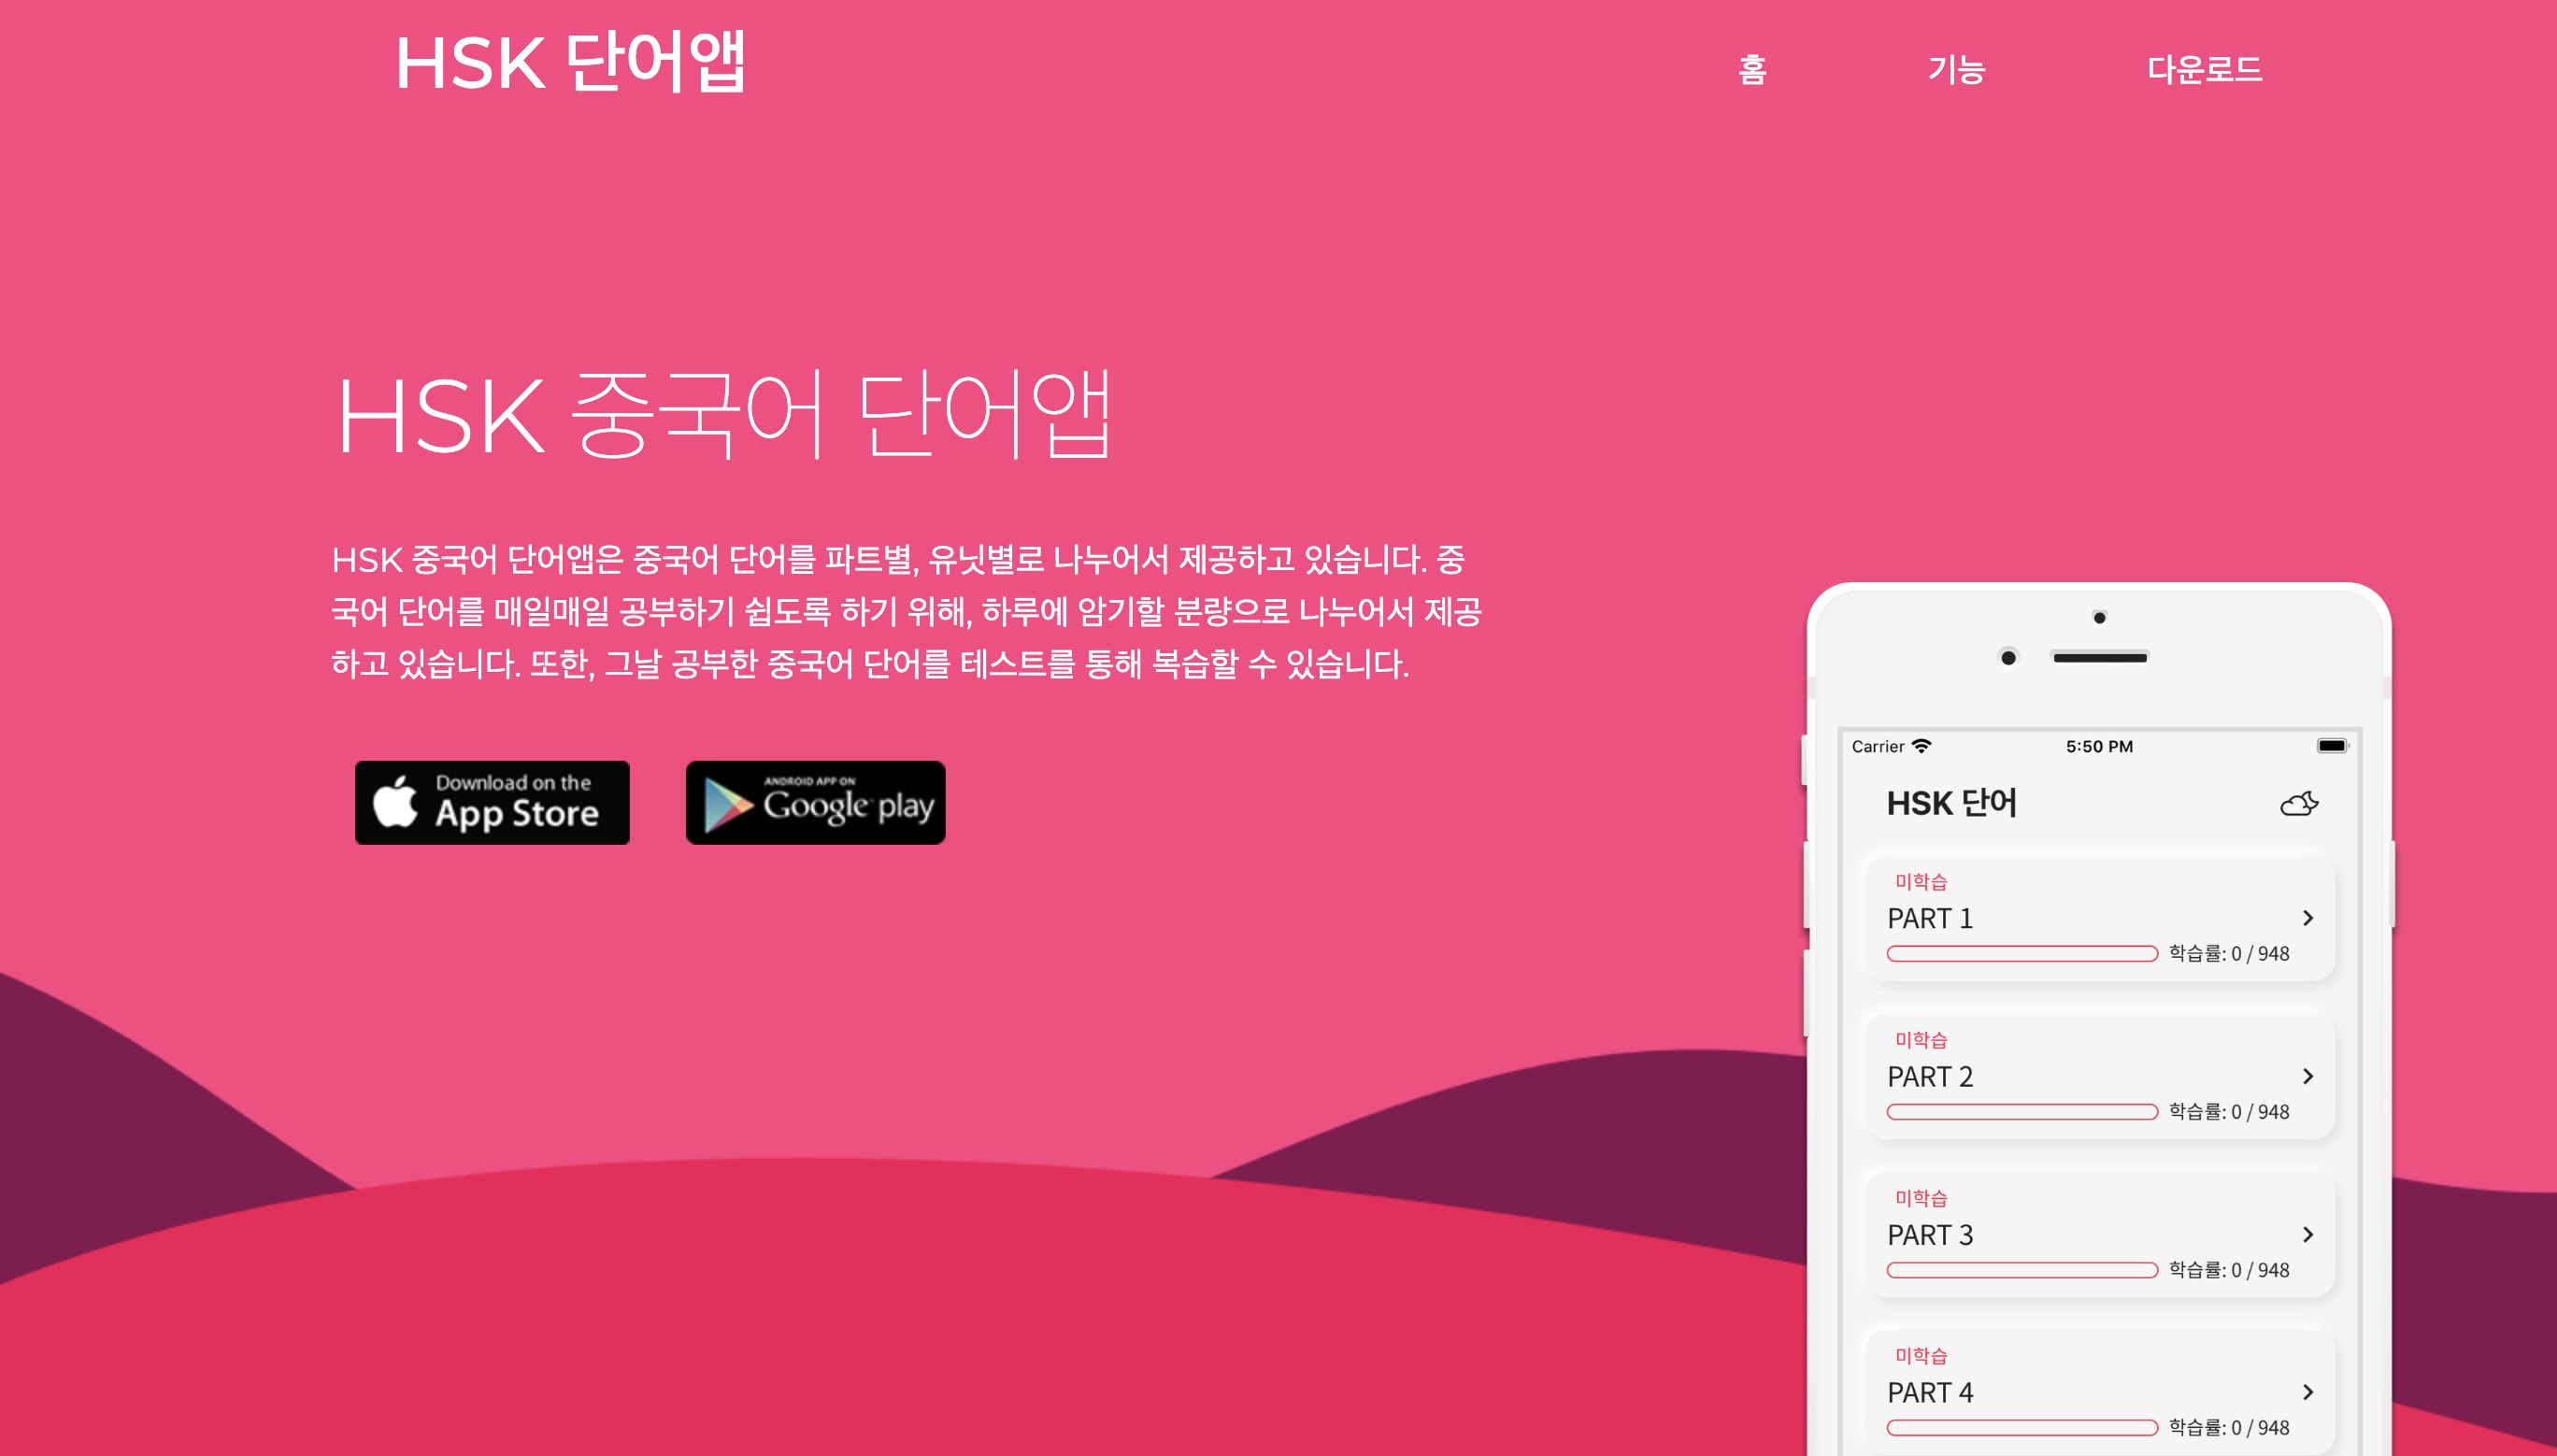 HSK 단어앱
홈 기능 다운로드
HSK 중국어 단어앱
HSK 중국어 단어앱은 중국어 단어를 파트별, 유닛별로 나누어서 제공하고 있습니다. 중
국어 단어를 매일매일 공부하기 쉽도록 하기 위해, 하루에 암기할 분량으로 나누어서 제공
하고 있습니다. 또한, 그날 공부한 중국어 단어를 테스트를 통해 복습할 수 있습니다.
Download on the
App Store
ANDROID APP ON
Google play
Carrier 5:50 PM
HSK 단어
미학습
PART 1
학습률: 0 / 948
미학습
PART 2
학습률: 0 / 948
미학습
PART 3
학습률: 0 / 948
미학습
PART 4
학습률: 0 / 948